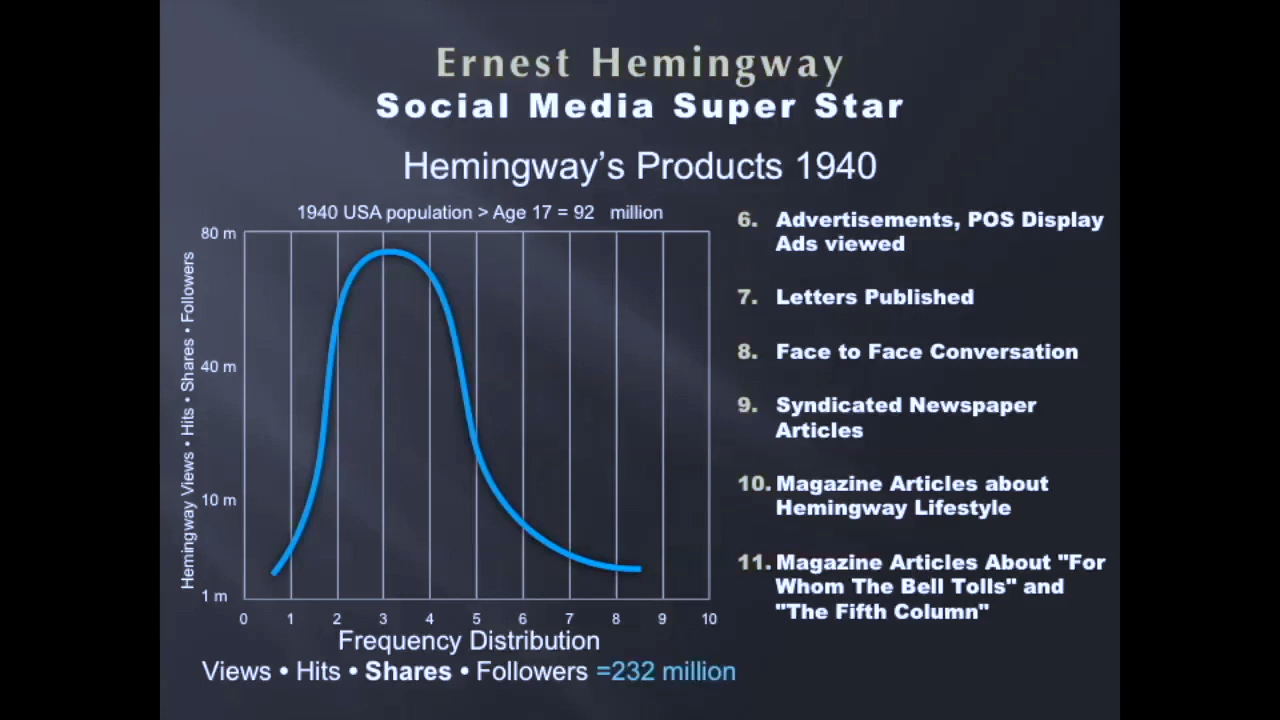 Ernest Hemingway
Social Media Super Star
Hemingway’s Products 1940
1940 USA population > Age 17 = 92 million
80 m
40 m
10 m
1 m
Hemingway Views • Hits • Shares • Followers
0 1 2 3 4 5 6 7 8 9 10
Frequency Distribution
Views • Hits • Shares • Followers =232 million
6. Advertisements, POS Display
Ads viewed
7. Letters Published
8. Face to Face Conversation
9. Syndicated Newspaper
Articles
10. Magazine Articles about
Hemingway Lifestyle
11. Magazine Articles About "For
Whom The Bell Tolls" and
"The Fifth Column"